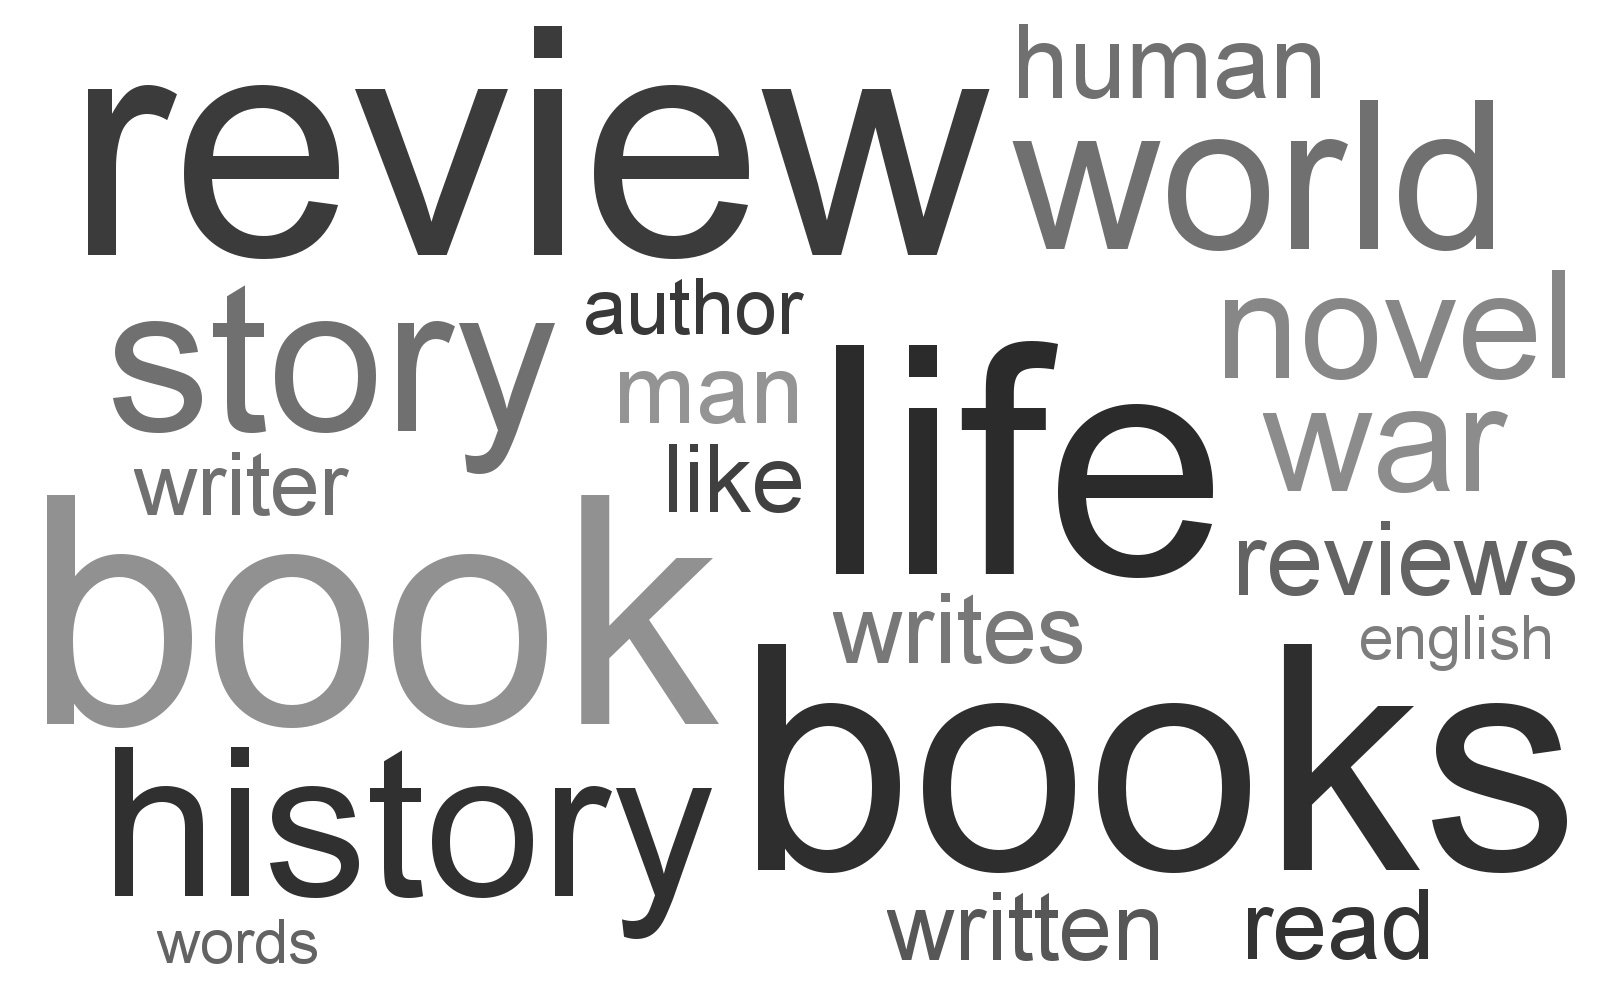 review
human
world
story
author
novel
man
life
war
writer
like
book
reviews
writes
english
books
history
written
read
words